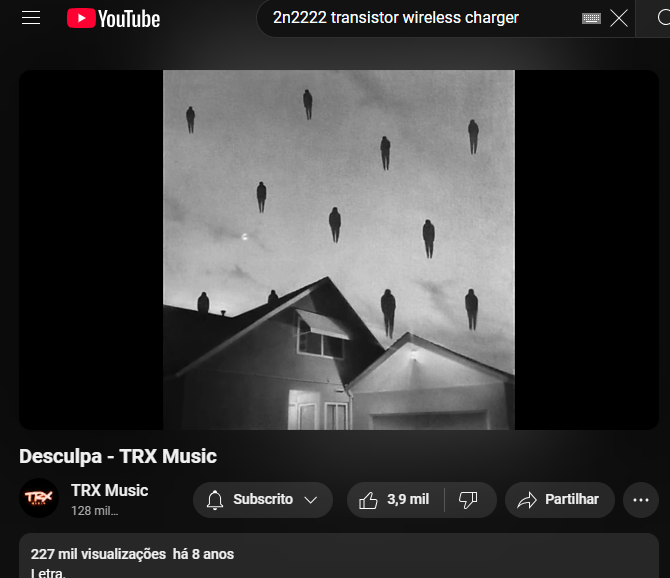 YouTube
2n2222 transistor wireless charger
Desculpa - TRX Music
TRX
TRX Music
128 mil...
Subscrito
3,9 mil
Partilhar
227 mil visualizações há 8 anos
Letra.